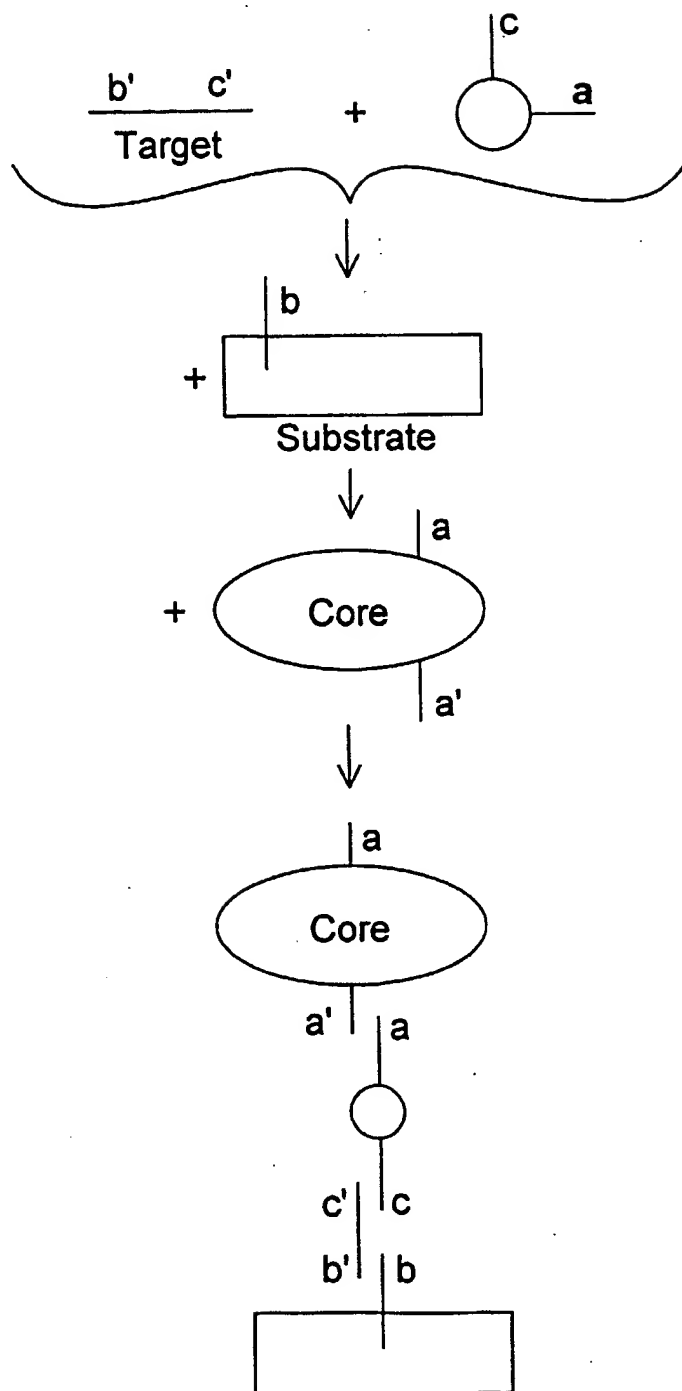 c
b' c' + a
Target
b
+
Substrate
a
+ Core
a'
a
Core
a' a
c' c
b' b